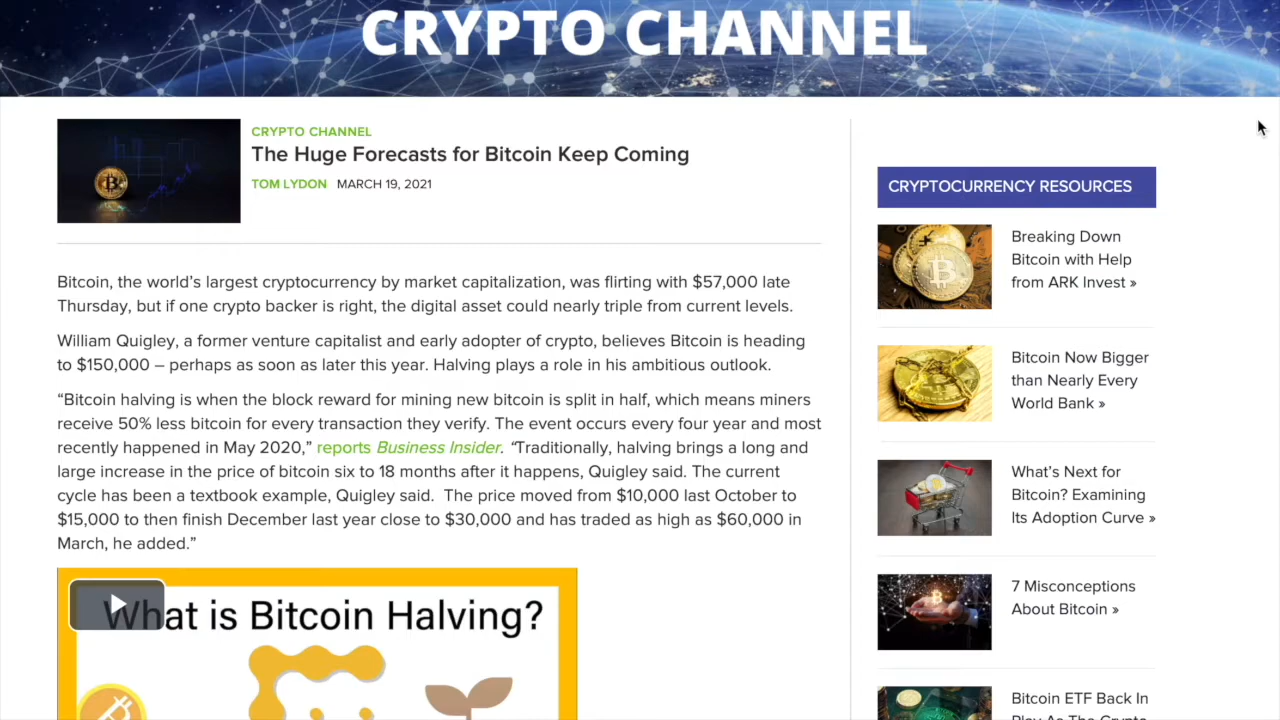 CRYPTO CHANNEL
CRYPTO CHANNEL
The Huge Forecasts for Bitcoin Keep Coming
TOM LYDON MARCH 19, 2021
Bitcoin, the world’s largest cryptocurrency by market capitalization, was flirting with $57,000 late
Thursday, but if one crypto backer is right, the digital asset could nearly triple from current levels.
William Quigley, a former venture capitalist and early adopter of crypto, believes Bitcoin is heading
to $150,000 – perhaps as soon as later this year. Halving plays a role in his ambitious outlook.
“Bitcoin halving is when the block reward for mining new bitcoin is split in half, which means miners
receive 50% less bitcoin for every transaction they verify. The event occurs every four year and most
recently happened in May 2020,” reports Business Insider. “Traditionally, halving brings a long and
large increase in the price of bitcoin six to 18 months after it happens, Quigley said. The current
cycle has been a textbook example, Quigley said. The price moved from $10,000 last October to
$15,000 to then finish December last year close to $30,000 and has traded as high as $60,000 in
March, he added.”
What is Bitcoin Halving?
CRYPTOCURRENCY RESOURCES
Breaking Down
Bitcoin with Help
from ARK Invest »
Bitcoin Now Bigger
than Nearly Every
World Bank »
What’s Next for
Bitcoin? Examining
Its Adoption Curve »
7 Misconceptions
About Bitcoin »
Bitcoin ETF Back In
Play As The Crypto